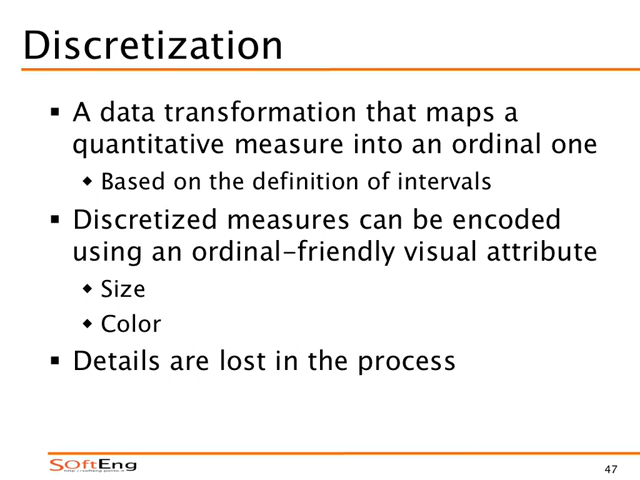 Discretization
▪ A data transformation that maps a
quantitative measure into an ordinal one
◆ Based on the definition of intervals
▪ Discretized measures can be encoded
using an ordinal-friendly visual attribute
◆ Size
◆ Color
▪ Details are lost in the process
SOftEng
47